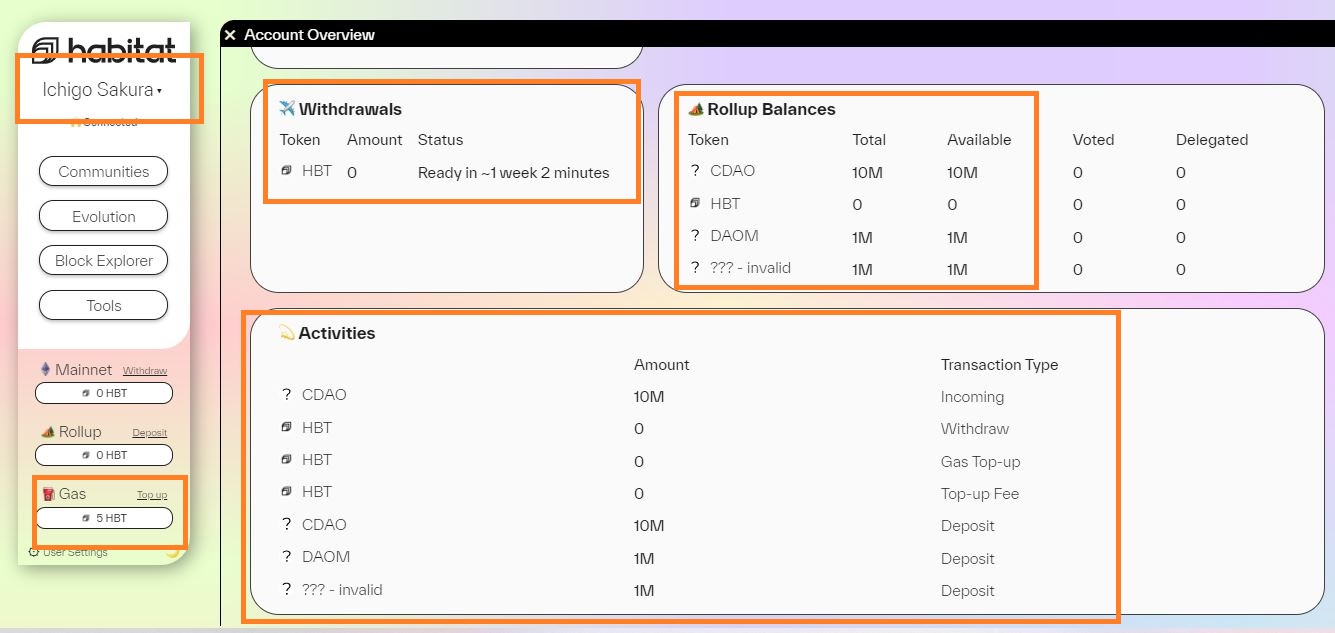 habitat
Ichigo Sakura
Connected
Communities
Evolution
Block Explorer
Tools
Mainnet Withdraw
0 HBT
Rollup Deposit
0 HBT
Gas Top up
5 HBT
User Settings
Account Overview
Withdrawals
Token Amount Status
HBT 0 Ready in ~1 week 2 minutes
Rollup Balances
Token Total Available Voted Delegated
? CDAO 10M 10M 0 0
HBT 0 0 0 0
? DAOM 1M 1M 0 0
? ??? - invalid 1M 1M 0 0
Activities
Amount Transaction Type
? CDAO 10M Incoming
HBT 0 Withdraw
HBT 0 Gas Top-up
HBT 0 Top-up Fee
? CDAO 10M Deposit
? DAOM 1M Deposit
? ??? - invalid 1M Deposit